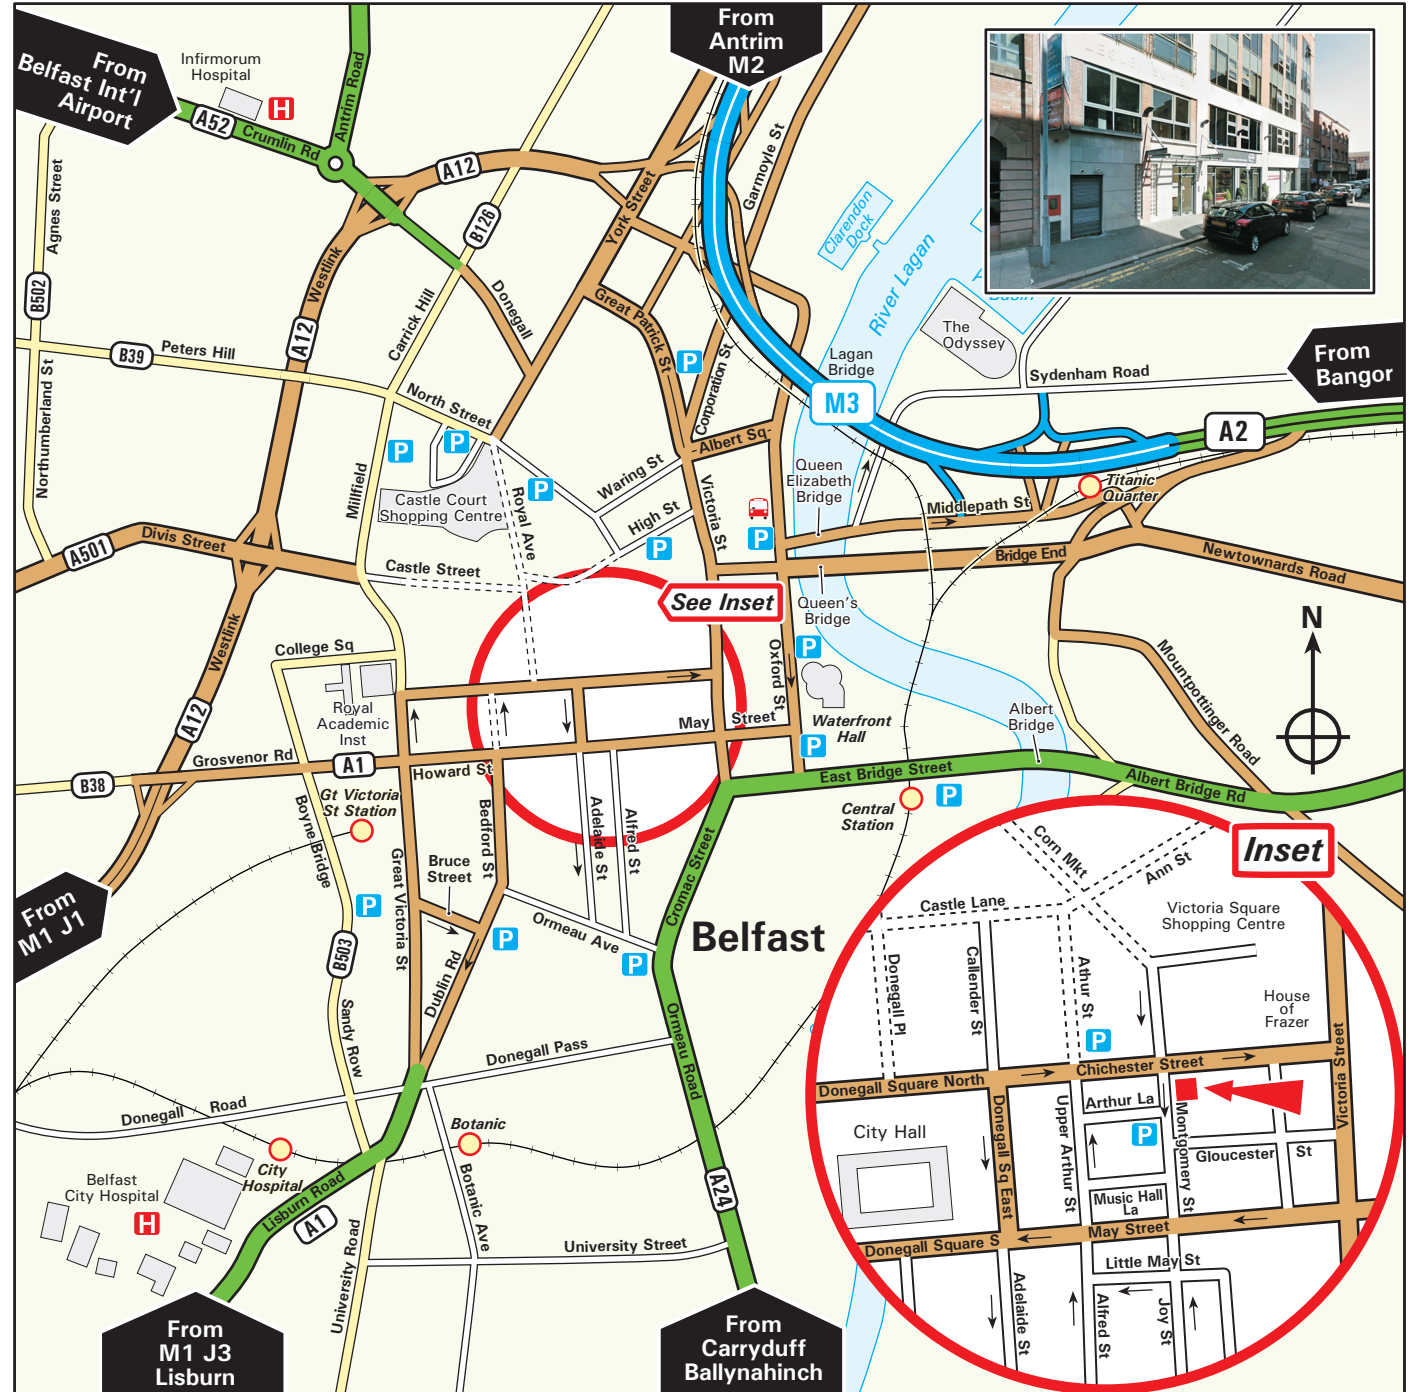 From
Belfast Int'l
Airport
Infirmorum
Hospital
H
A52
Crumlin Rd
Antrim Road
From
Antrim
M2
Garmoyle St
A12
B126
York Street
Clarendon
Dock
River Lagan
Agnes Street
B502
Westlink
A12
Carrick Hill
Donegall
Great Patrick St
P
Corporation St
Lagan
Bridge
M3
The
Odyssey
Sydenham Road
From
Bangor
A2
B39
Peters Hill
Northumberland St
North Street
P
P
P
Millfield
Castle Court
Shopping Centre
Royal Ave
Waring St
High St
P
Albert Sq
Victoria St
P
Queen
Elizabeth
Bridge
Middlepath St
Titanic
Quarter
Bridge End
Newtownards Road
A501
Divis Street
Castle Street
See Inset
Queen's
Bridge
N
Westlink
A12
College Sq
Royal
Academic
Inst
Oxford St
P
Waterfront
Hall
P
May Street
Albert
Bridge
Mountpottinger Road
B38
Grosvenor Rd
A1
Howard St
East Bridge Street
Albert Bridge Rd
Gt Victoria
St Station
Boyne Bridge
Bedford St
Adelaide St
Alfred St
Central
Station
P
Bruce
Street
Great Victoria St
Cromac Street
From
M1 J1
P
B503
Ormeau Ave
P
P
Belfast
Dublin Rd
Sandy Row
Ormeau Road
Donegall Pass
Donegall Road
Botanic
City
Hospital
Belfast
City Hospital
H
Lisburn Road
A1
Botanic Ave
A24
University Street
University Road
From
M1 J3
Lisburn
From
Carryduff
Ballynahinch
Inset
Corn Mkt
Ann St
Castle Lane
Victoria Square
Shopping Centre
Donegall Pl
Callender St
Athur St
House
of
Frazer
P
Chichester Street
Donegall Square North
Victoria Street
Arthur La
City Hall
Donegall Sq East
Upper Arthur St
P
Montgomery St
Gloucester St
Music Hall
La
May Street
Donegall Square S
Little May St
Adelaide St
Alfred St
Joy St